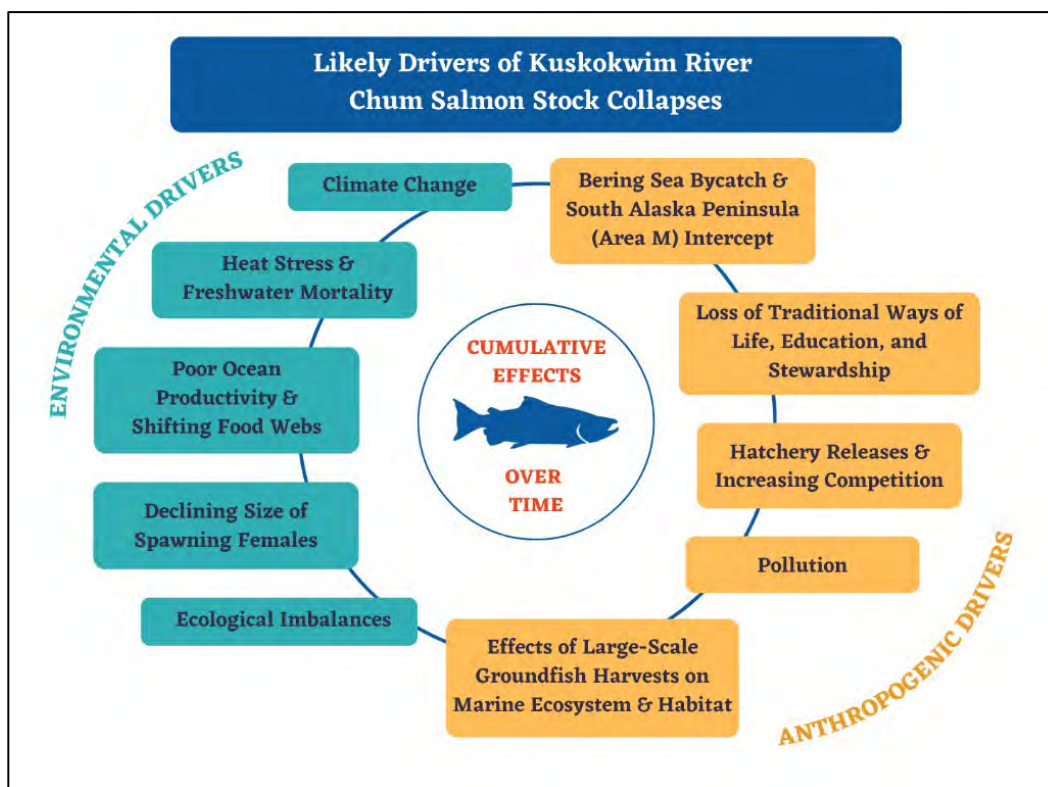 Likely Drivers of Kuskokwim River
Chum Salmon Stock Collapses
ENVIRONMENTAL DRIVERS
Climate Change
Heat Stress &
Freshwater Mortality
Poor Ocean
Productivity &
Shifting Food Webs
Declining Size of
Spawning Females
Ecological Imbalances
CUMULATIVE
EFFECTS
OVER
TIME
Bering Sea Bycatch &
South Alaska Peninsula
(Area M) Intercept
Loss of Traditional Ways of
Life, Education, and
Stewardship
Hatchery Releases &
Increasing Competition
Pollution
Effects of Large-Scale
Groundfish Harvests on
Marine Ecosystem & Habitat
ANTHROPOGENIC DRIVERS